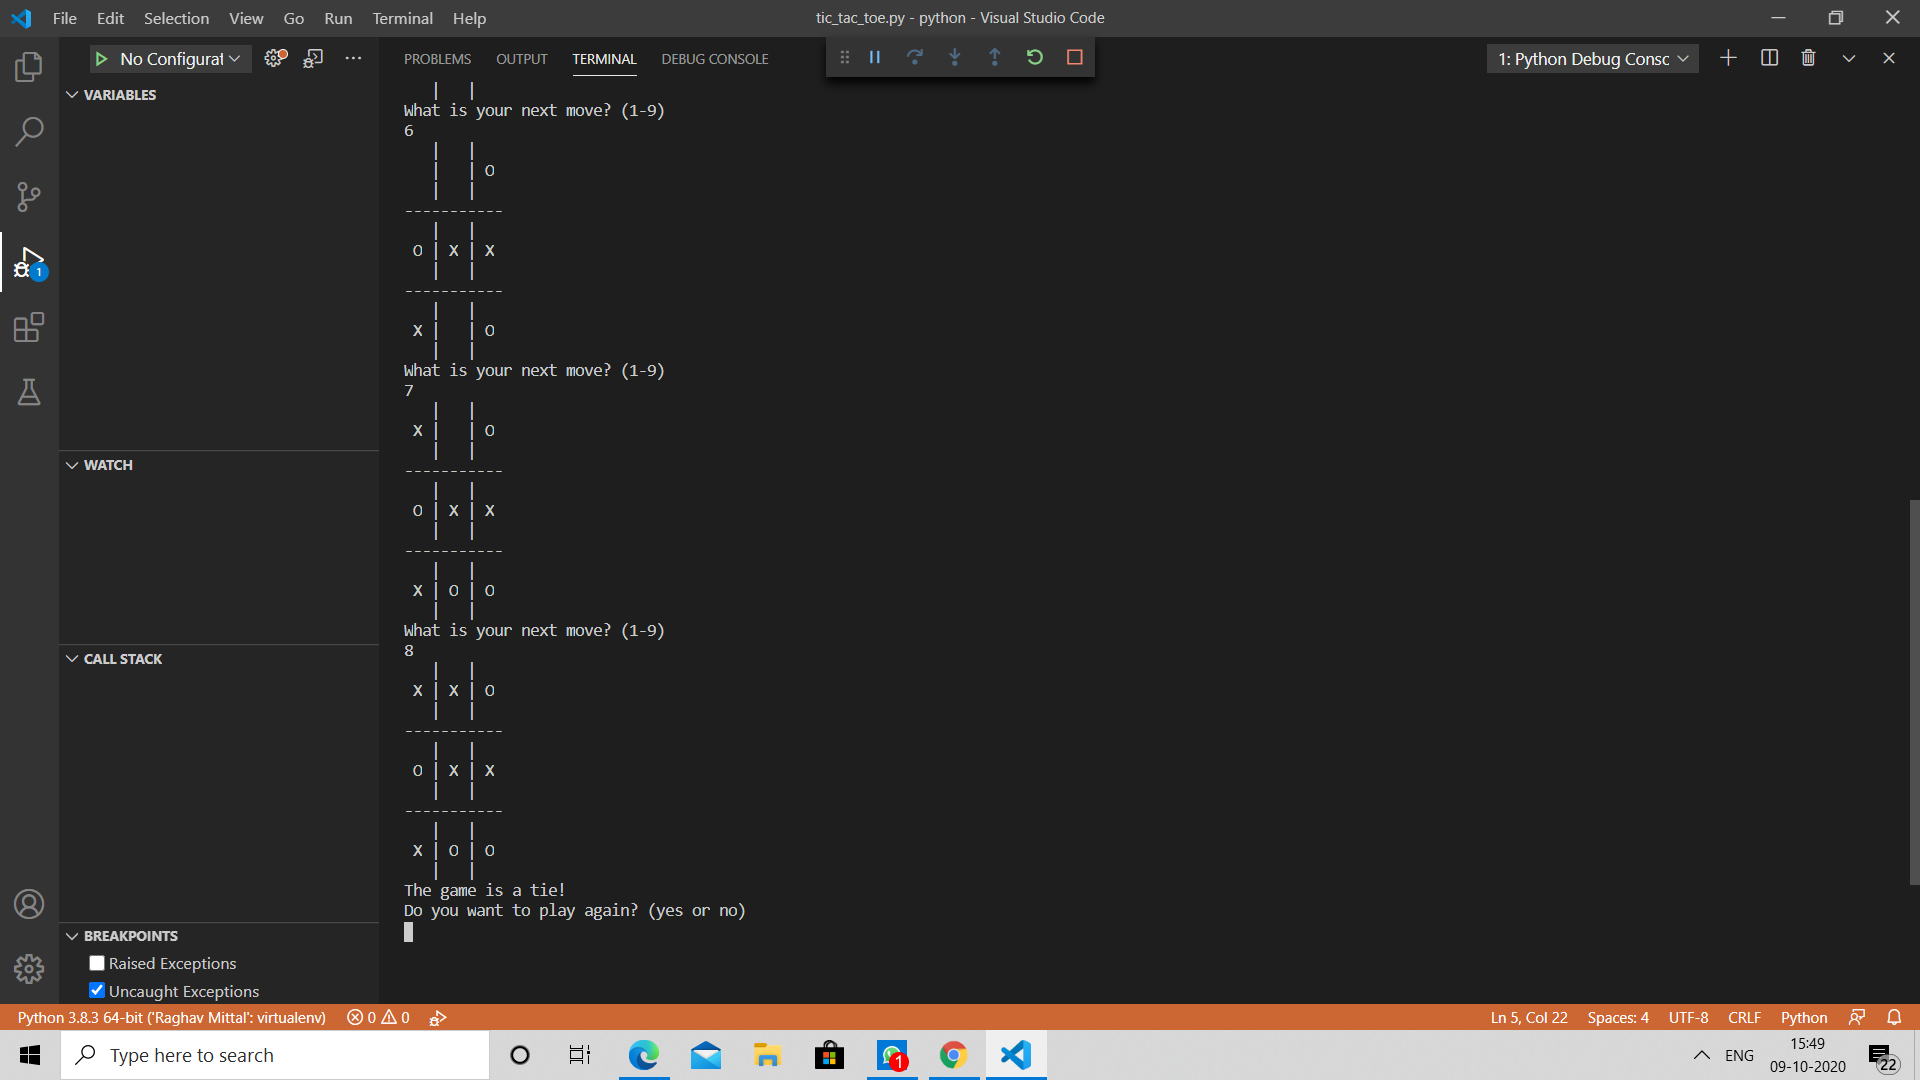 File Edit Selection View Go Run Terminal Help
tic_tac_toe.py - python - Visual Studio Code
No Configurat
PROBLEMS OUTPUT TERMINAL DEBUG CONSOLE
1: Python Debug Consc
VARIABLES
WATCH
CALL STACK
BREAKPOINTS
Raised Exceptions
Uncaught Exceptions
1
   |   |
What is your next move? (1-9)
6
   |   |
   |   | O
   |   |
-----------
   |   |
 O | X | X
   |   |
-----------
   |   |
 X |   | O
   |   |
What is your next move? (1-9)
7
   |   |
 X |   | O
   |   |
-----------
   |   |
 O | X | X
   |   |
-----------
   |   |
 X | O | O
   |   |
What is your next move? (1-9)
8
   |   |
 X | X | O
   |   |
-----------
   |   |
 O | X | X
   |   |
-----------
   |   |
 X | O | O
   |   |
The game is a tie!
Do you want to play again? (yes or no)
Python 3.8.3 64-bit ('Raghav Mittal': virtualenv) 0 0
Ln 5, Col 22 Spaces: 4 UTF-8 CRLF Python
Type here to search
1
ENG
15:49
09-10-2020
22